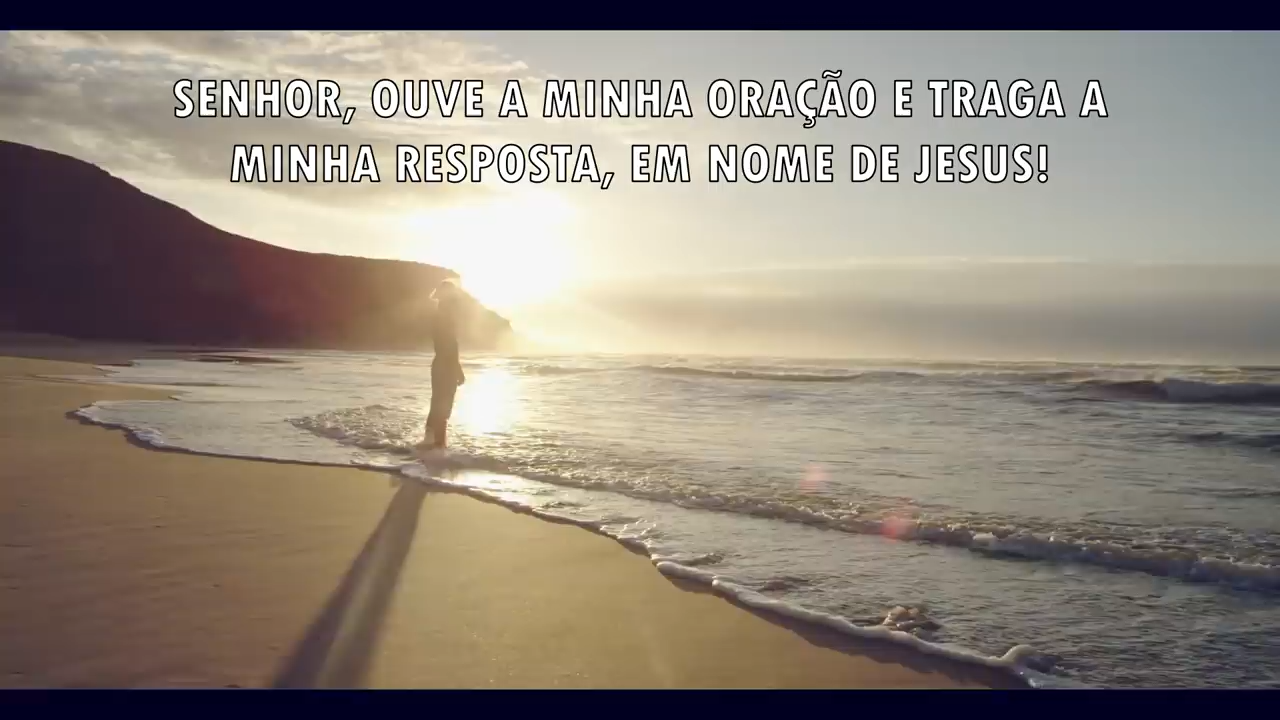 SENHOR, OUVE A MINHA ORAÇÃO E TRAGA A
MINHA RESPOSTA, EM NOME DE JESUS!